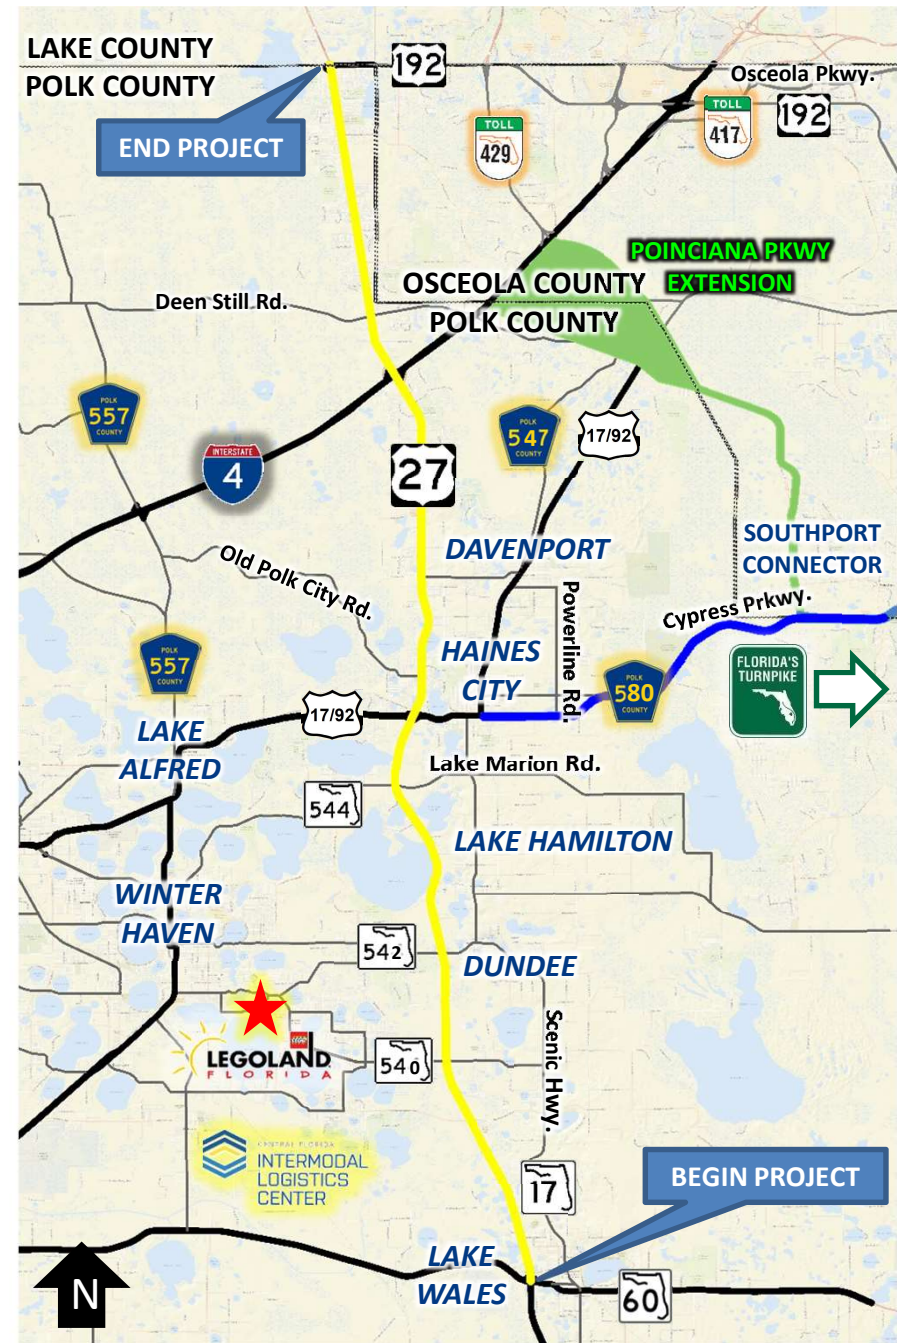 LAKE COUNTY
POLK COUNTY
192
Osceola Pkwy.
END PROJECT
TOLL
429
TOLL
417
192
POINCIANA PKWY
EXTENSION
OSCEOLA COUNTY
POLK COUNTY
Deen Still Rd.
POLK
557
COUNTY
POLK
547
COUNTY
17/92
INTERSTATE
4
27
DAVENPORT
SOUTHPORT
CONNECTOR
Old Polk City Rd.
Powerline Rd.
Cypress Prkwy.
POLK
557
COUNTY
HAINES
CITY
POLK
580
COUNTY
FLORIDA'S
TURNPIKE
17/92
LAKE
ALFRED
Lake Marion Rd.
544
LAKE HAMILTON
WINTER
HAVEN
542
DUNDEE
LEGO
LEGOLAND
FLORIDA
540
Scenic Hwy.
CENTRAL FLORIDA
INTERMODAL
LOGISTICS
CENTER
17
BEGIN PROJECT
LAKE
WALES
60
N